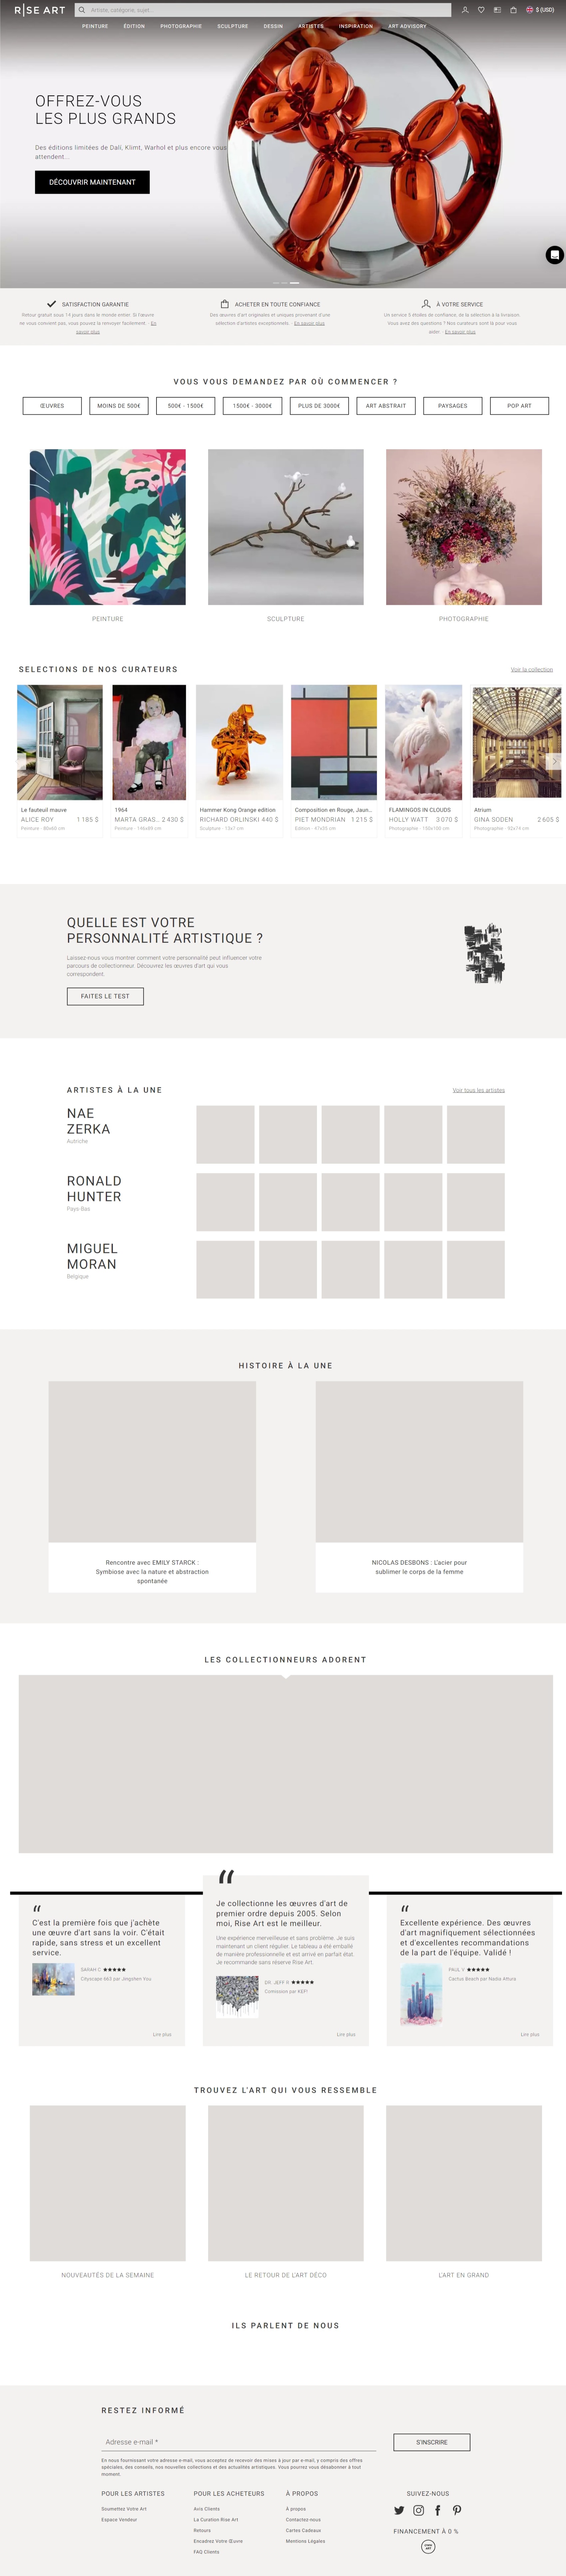 RISE ART
Artiste, catégorie, sujet...
$ (USD)
PEINTURE ÉDITION PHOTOGRAPHIE SCULPTURE DESSIN ARTISTES INSPIRATION ART ADVISORY
OFFREZ-VOUS
LES PLUS GRANDS
Des éditions limitées de Dalí, Klimt, Warhol et plus encore vous
attendent...
DÉCOUVRIR MAINTENANT
SATISFACTION GARANTIE
Retour gratuit sous 14 jours dans le monde entier. Si l'œuvre
ne vous convient pas, vous pouvez la renvoyer facilement. - En
savoir plus
ACHETER EN TOUTE CONFIANCE
Des œuvres d'art originales et uniques provenant d'une
sélection d'artistes exceptionnels. - En savoir plus
À VOTRE SERVICE
Un service 5 étoiles de confiance, de la sélection à la livraison.
Vous avez des questions ? Nos curateurs sont là pour vous
aider. - En savoir plus
VOUS VOUS DEMANDEZ PAR OÙ COMMENCER ?
ŒUVRES
MOINS DE 500€
500€ - 1500€
1500€ - 3000€
PLUS DE 3000€
ART ABSTRAIT
PAYSAGES
POP ART
PEINTURE
SCULPTURE
PHOTOGRAPHIE
SELECTIONS DE NOS CURATEURS
Voir la collection
Le fauteuil mauve
ALICE ROY 1 185 $
Peinture - 80x60 cm
1964
MARTA GRAS... 2 430 $
Peinture - 146x89 cm
Hammer Kong Orange edition
RICHARD ORLINSKI 440 $
Sculpture - 13x7 cm
Composition en Rouge, Jaun...
PIET MONDRIAN 1 215 $
Edition - 41x35 cm
FLAMINGOS IN CLOUDS
HOLLY WATT 3 070 $
Photographie - 150x100 cm
Atrium
GINA SODEN 2 605 $
Photographie - 52x74 cm
QUELLE EST VOTRE
PERSONNALITÉ ARTISTIQUE ?
Laissez-nous vous montrer comment votre personnalité peut influencer votre
parcours de collectionneur. Découvrez les œuvres d'art qui vous
correspondent.
FAITES LE TEST
ARTISTES À LA UNE
Voir tous les artistes
NAE
ZERKA
Autriche
RONALD
HUNTER
Pays-Bas
MIGUEL
MORAN
Belgique
HISTOIRE À LA UNE
Rencontre avec EMILY STARCK :
Symbiose avec la nature et abstraction
spontanée
NICOLAS DESBONS : L'acier pour
sublimer le corps de la femme
LES COLLECTIONNEURS ADORENT
C'est la première fois que j'achète
une œuvre d'art sans la voir. C'était
rapide, sans stress et un excellent
service.
SARAH C. ★★★★★
Cityscape 663 par Jingshen You
Lire plus
Je collectionne les œuvres d'art de
premier ordre depuis 2005. Selon
moi, Rise Art est le meilleur.
Une expérience merveilleuse et sans problème. Je suis
maintenant un client régulier. Le tableau a été emballé
de manière professionnelle et est arrivé en parfait état.
Je recommande sans réserve Rise Art.
DR. JEFF R. ★★★★★
Comission par KEF!
Lire plus
Excellente expérience. Des œuvres
d'art magnifiquement sélectionnées
et d'excellentes recommandations
de la part de l'équipe. Validé !
PAUL V. ★★★★★
Cactus Beach par Nadia Attura
Lire plus
TROUVEZ L'ART QUI VOUS RESSEMBLE
NOUVEAUTÉS DE LA SEMAINE
LE RETOUR DE L'ART DÉCO
L'ART EN GRAND
ILS PARLENT DE NOUS
RESTEZ INFORMÉ
Adresse e-mail *
S'INSCRIRE
En nous fournissant votre adresse e-mail, vous acceptez de recevoir des mises à jour par e-mail, y compris des offres
spéciales, des conseils, nos nouvelles collections et des actualités artistiques. Vous pourrez vous désabonner à tout
moment.
POUR LES ARTISTES
Soumettez Votre Art
Espace Vendeur
POUR LES ACHETEURS
Avis Clients
La Curation Rise Art
Retours
Encadrez Votre Œuvre
FAQ Clients
À PROPOS
À propos
Contactez-nous
Cartes Cadeaux
Mentions Légales
SUIVEZ-NOUS
FINANCEMENT À 0 %
OWN
ART